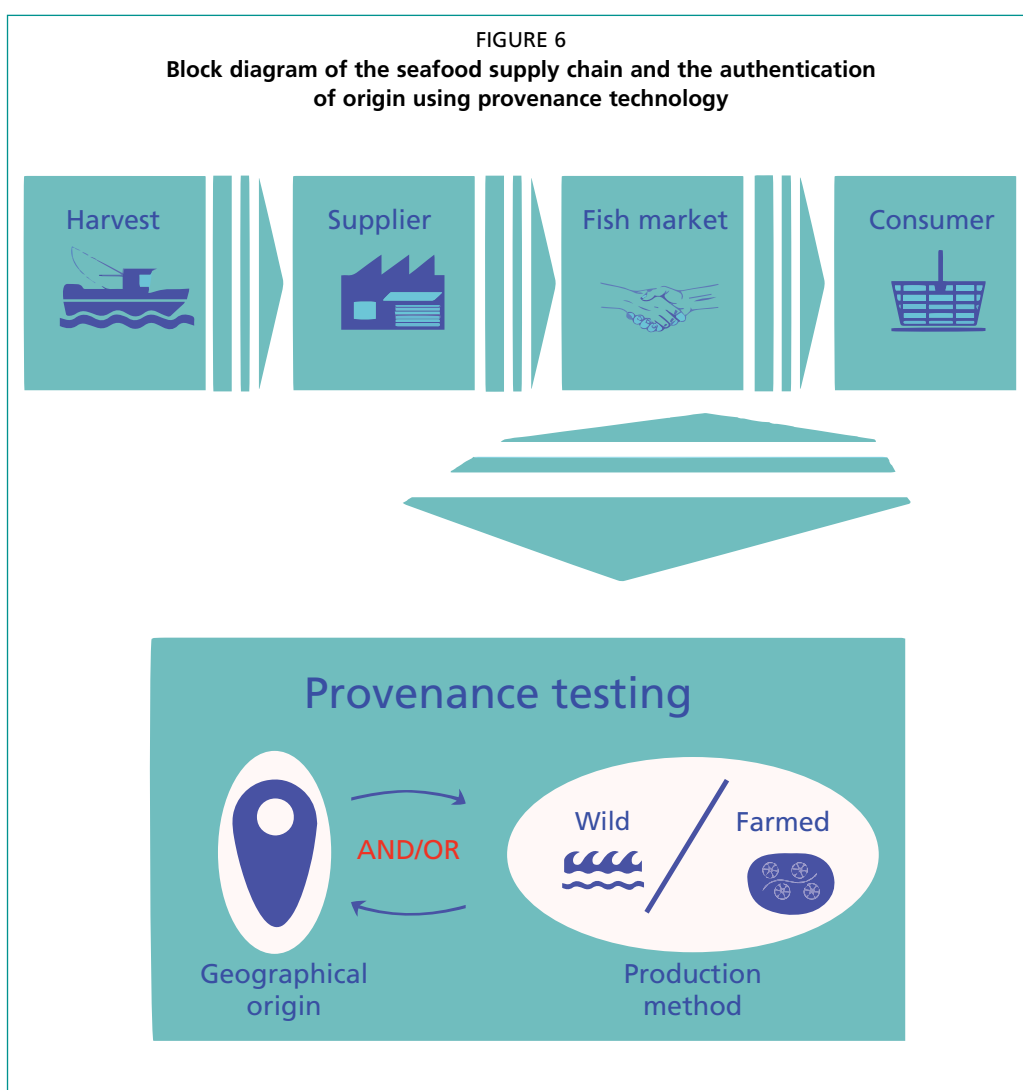 FIGURE 6
Block diagram of the seafood supply chain and the authentication
of origin using provenance technology
Harvest
Supplier
Fish market
Consumer
Provenance testing
Wild
Farmed
AND/OR
Geographical
origin
Production
method